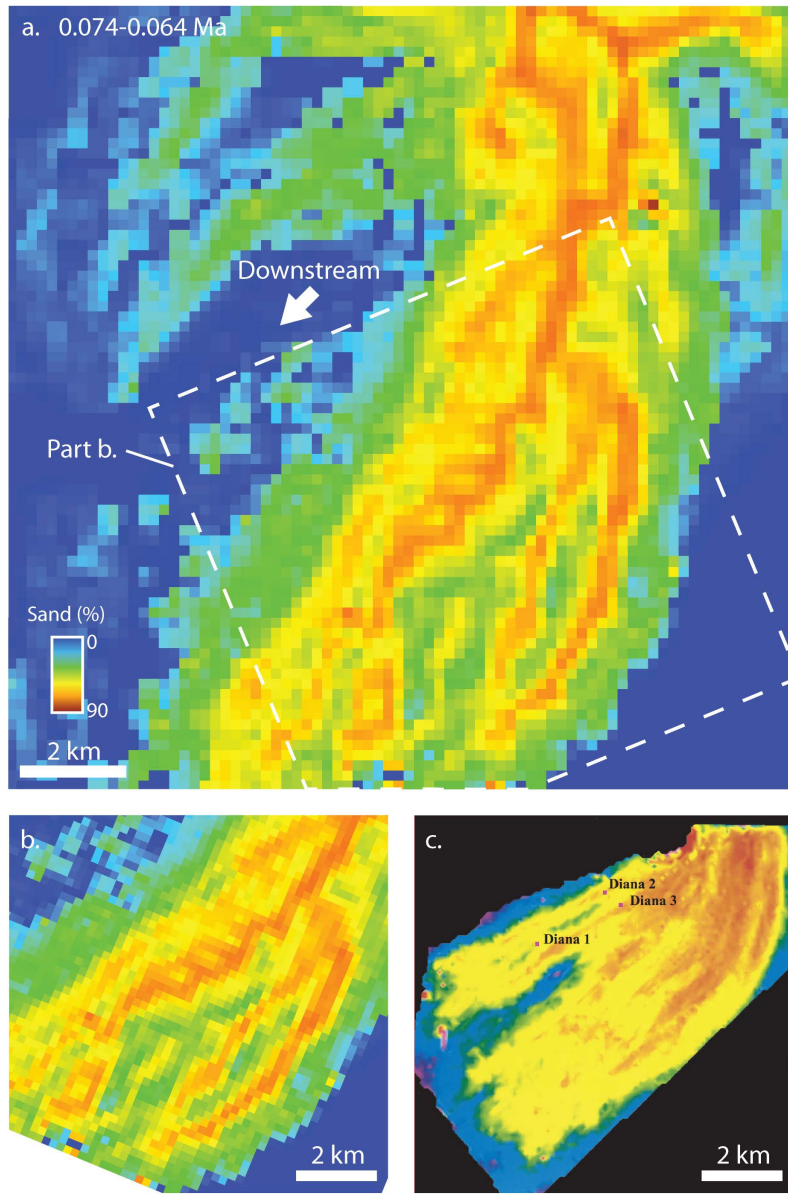 a. 0.074-0.064 Ma
Downstream
Part b.
Sand (%)
0
90
2 km
b.
2 km
c.
Diana 2
Diana 3
Diana 1
2 km